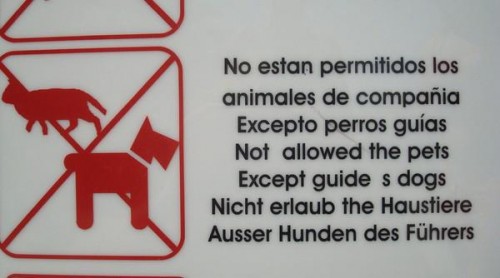 No estan permitidos los
animales de compañia
Excepto perros guías
Not allowed the pets
Except guide s dogs
Nicht erlaub the Haustiere
Ausser Hunden des Führers